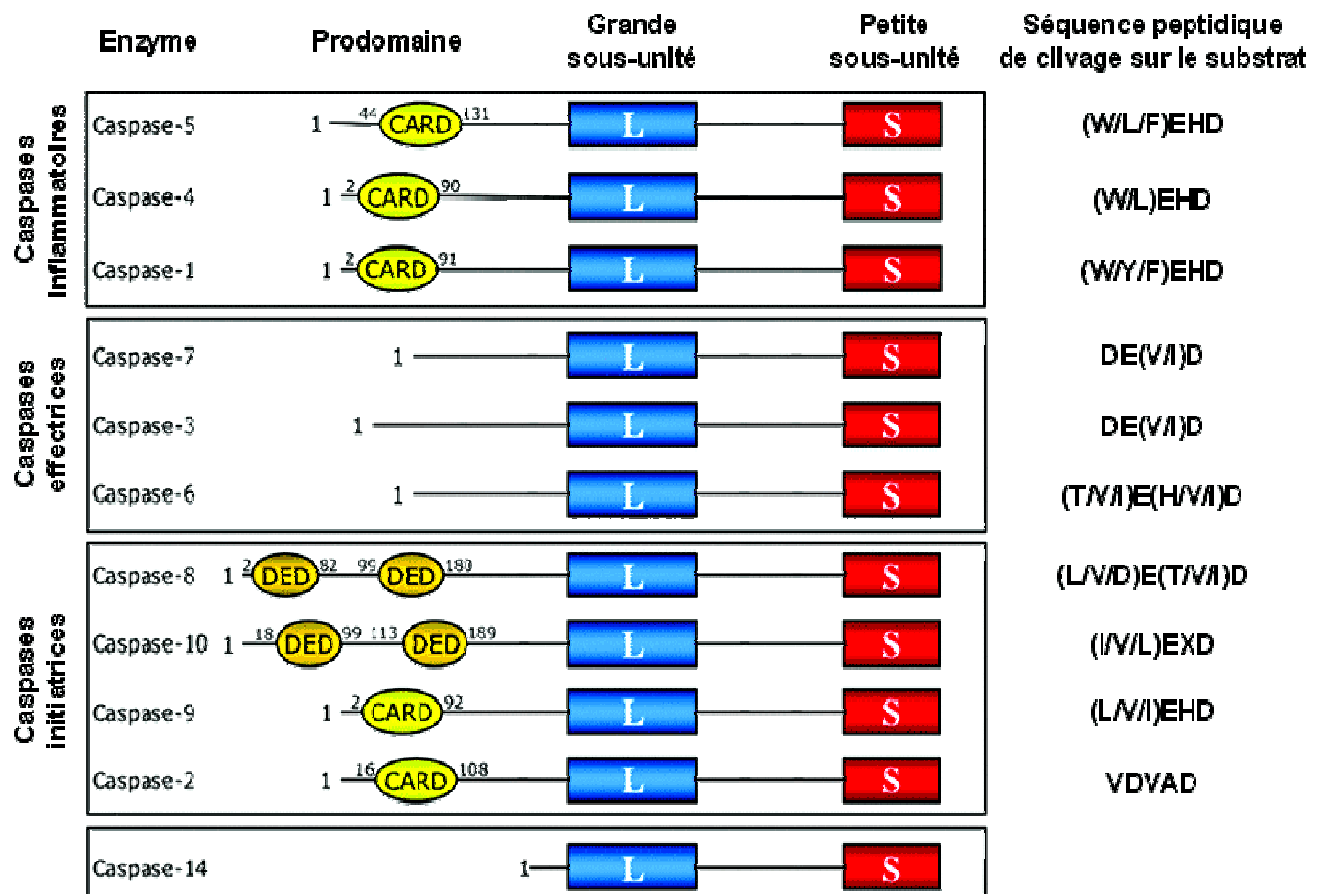 Enzyme
Prodomaine
Grande
sous-unité
Petite
sous-unité
Séquence peptidique
de clivage sur le substrat
Caspases
Inflammatoires
Caspase-5 1 44 CARD 131 L S (W/L/F)EHD
Caspase-4 1 2 CARD 90 L S (W/L)EHD
Caspase-1 1 2 CARD 91 L S (W/Y/F)EHD
Caspases
effectrices
Caspase-7 1 L S DE(V/I)D
Caspase-3 1 L S DE(V/I)D
Caspase-6 1 L S (T/V/I)E(H/V/I)D
Caspases
initiatrices
Caspase-8 1 2 DED 82 99 DED 183 L S (L/V/D)E(T/V/I)D
Caspase-10 1 18 DED 99 113 DED 189 L S (I/V/L)EXD
Caspase-9 1 2 CARD 92 L S (L/V/I)EHD
Caspase-2 1 16 CARD 108 L S VDVAD
Caspase-14 1 L S